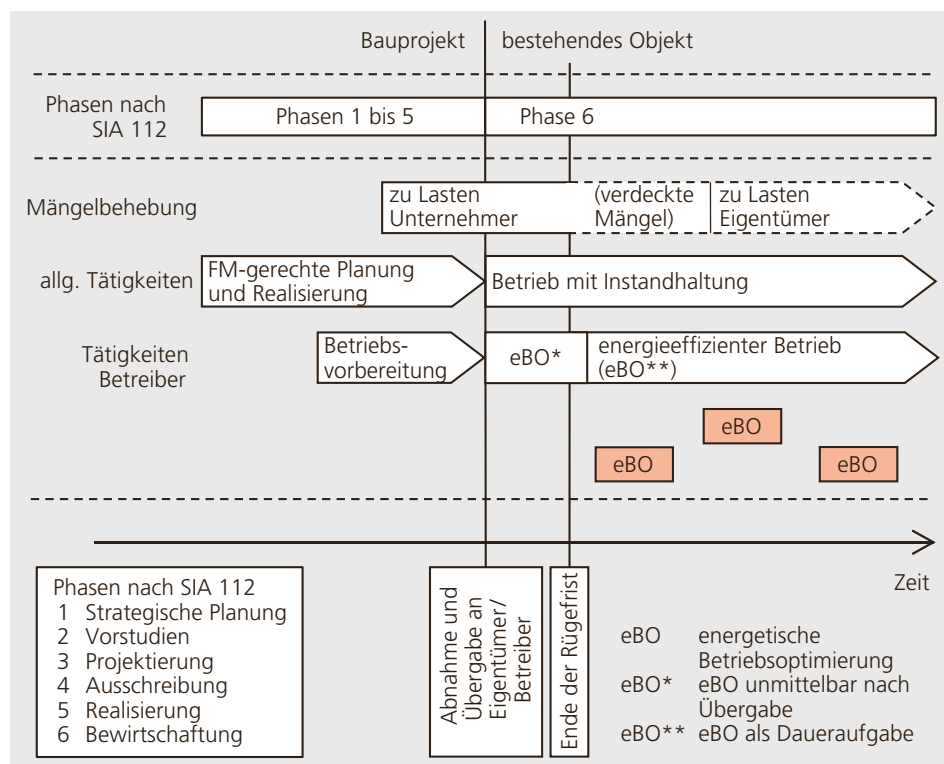 Bauprojekt
bestehendes Objekt
Phasen nach
SIA 112
Phasen 1 bis 5
Phase 6
Mängelbehebung
zu Lasten
Unternehmer
(verdeckte
Mängel)
zu Lasten
Eigentümer
allg. Tätigkeiten
FM-gerechte Planung
und Realisierung
Betrieb mit Instandhaltung
Tätigkeiten
Betreiber
Betriebs-
vorbereitung
eBO*
energieeffizienter Betrieb
(eBO**)
eBO
eBO
eBO
Zeit
Phasen nach SIA 112
1 Strategische Planung
2 Vorstudien
3 Projektierung
4 Ausschreibung
5 Realisierung
6 Bewirtschaftung
Abnahme und
Übergabe an
Eigentümer/
Betreiber
Ende der Rügefrist
eBO energetische
Betriebsoptimierung
eBO* eBO unmittelbar nach
Übergabe
eBO** eBO als Daueraufgabe